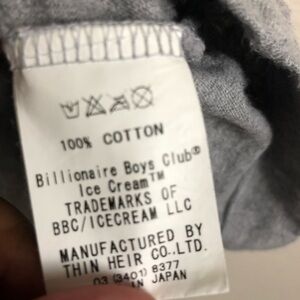 100% COTTON
Billionaire Boys Club®
Ice Cream™
TRADEMARKS OF
BBC/ICECREAM LLC
MANUFACTURED BY
THIN HEIR CO.,LTD.
03 (3401) 8377
IN JAPAN